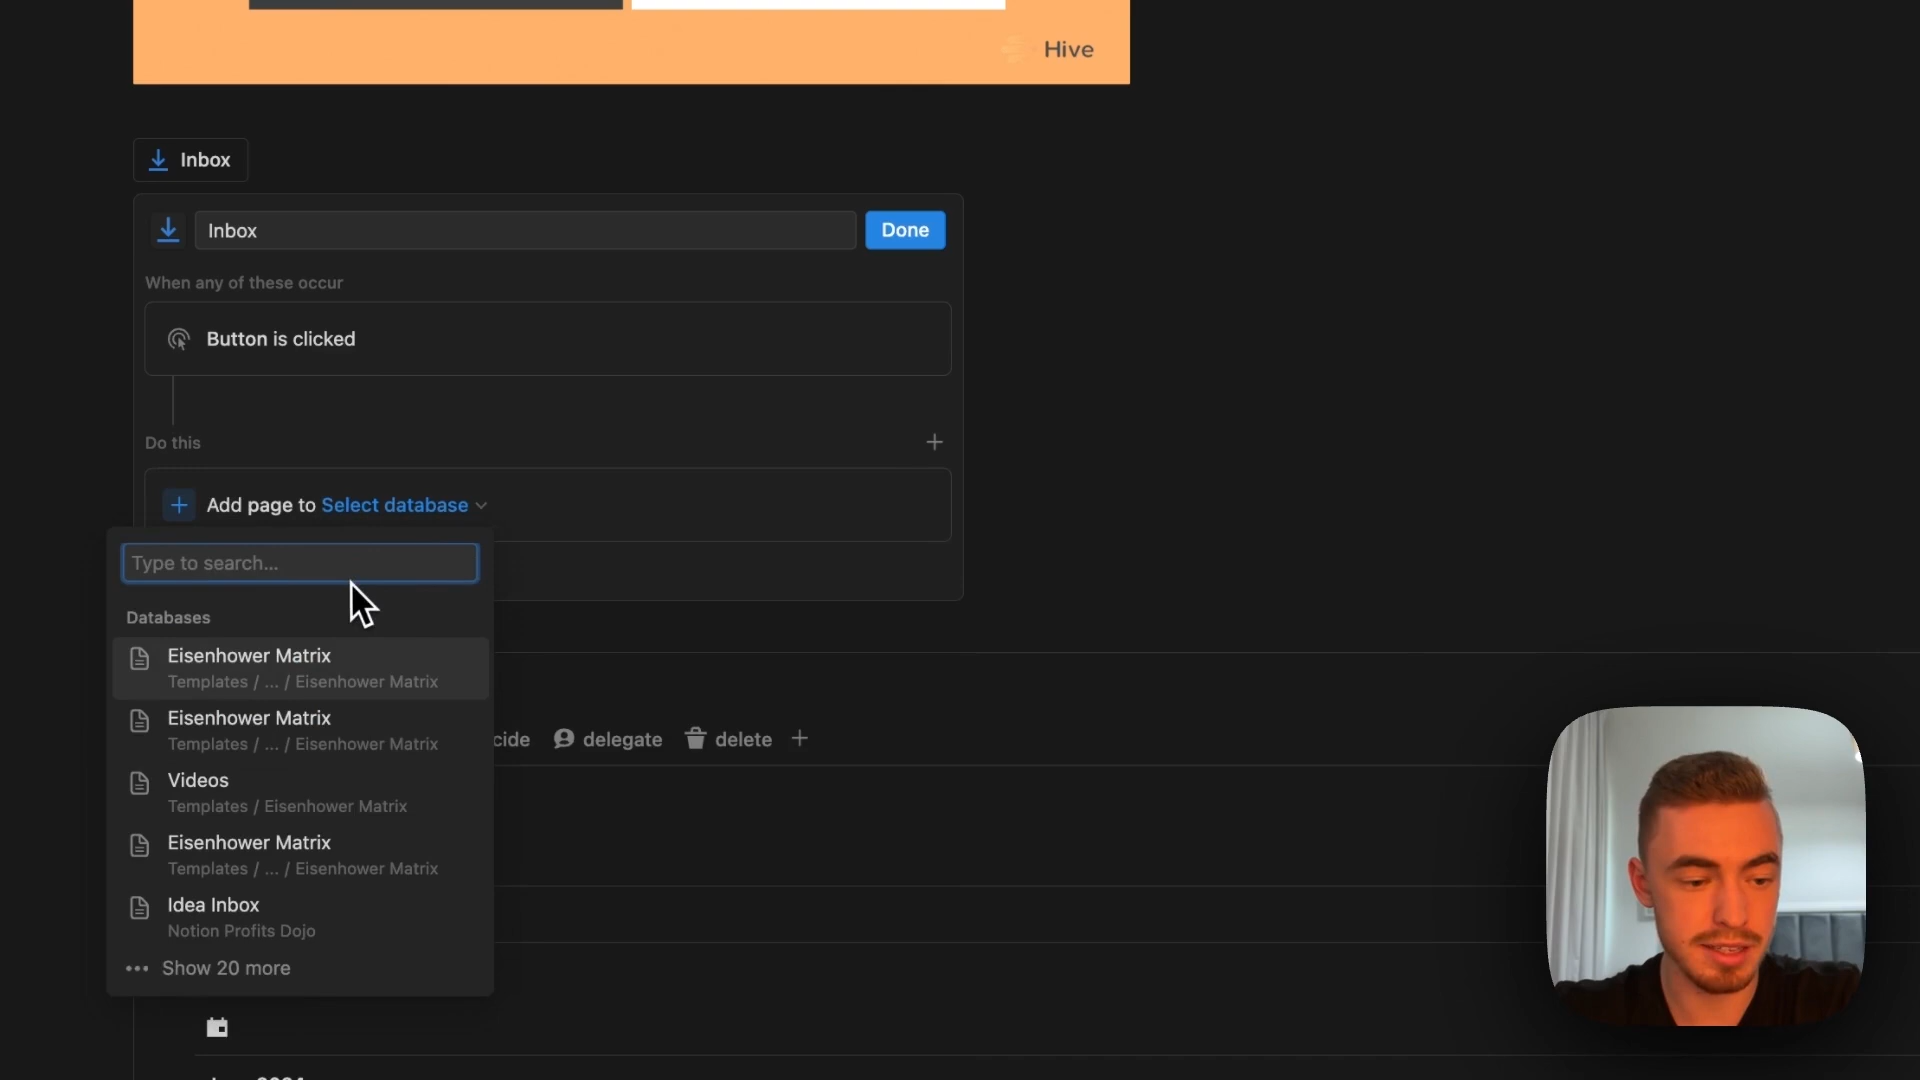 Hive
Inbox
Inbox
Done
When any of these occur
Button is clicked
Do this
Add page to Select database
Type to search...
Databases
Eisenhower Matrix
Templates / ... / Eisenhower Matrix
Eisenhower Matrix
Templates / ... / Eisenhower Matrix
cide delegate delete
Videos
Templates / Eisenhower Matrix
Eisenhower Matrix
Templates / ... / Eisenhower Matrix
Idea Inbox
Notion Profits Dojo
Show 20 more